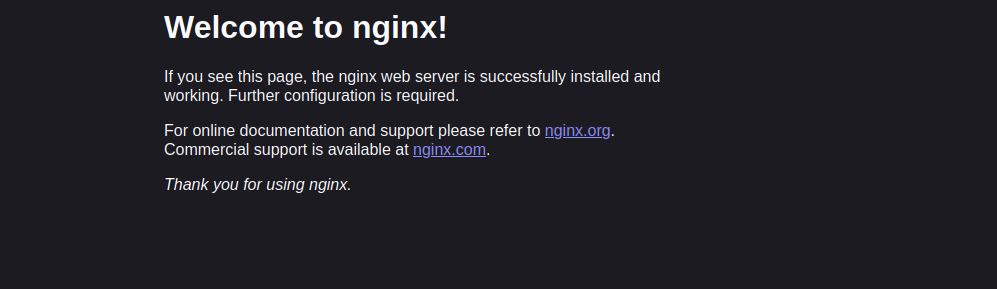 Welcome to nginx!
If you see this page, the nginx web server is successfully installed and
working. Further configuration is required.
For online documentation and support please refer to nginx.org.
Commercial support is available at nginx.com.
Thank you for using nginx.